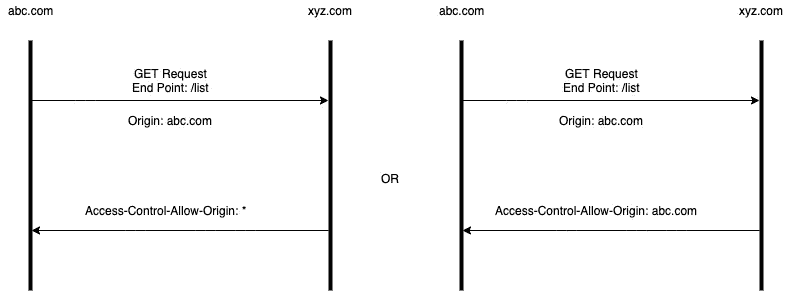 abc.com
xyz.com
GET Request
End Point: /list
Origin: abc.com
Access-Control-Allow-Origin: *
OR
abc.com
xyz.com
GET Request
End Point: /list
Origin: abc.com
Access-Control-Allow-Origin: abc.com